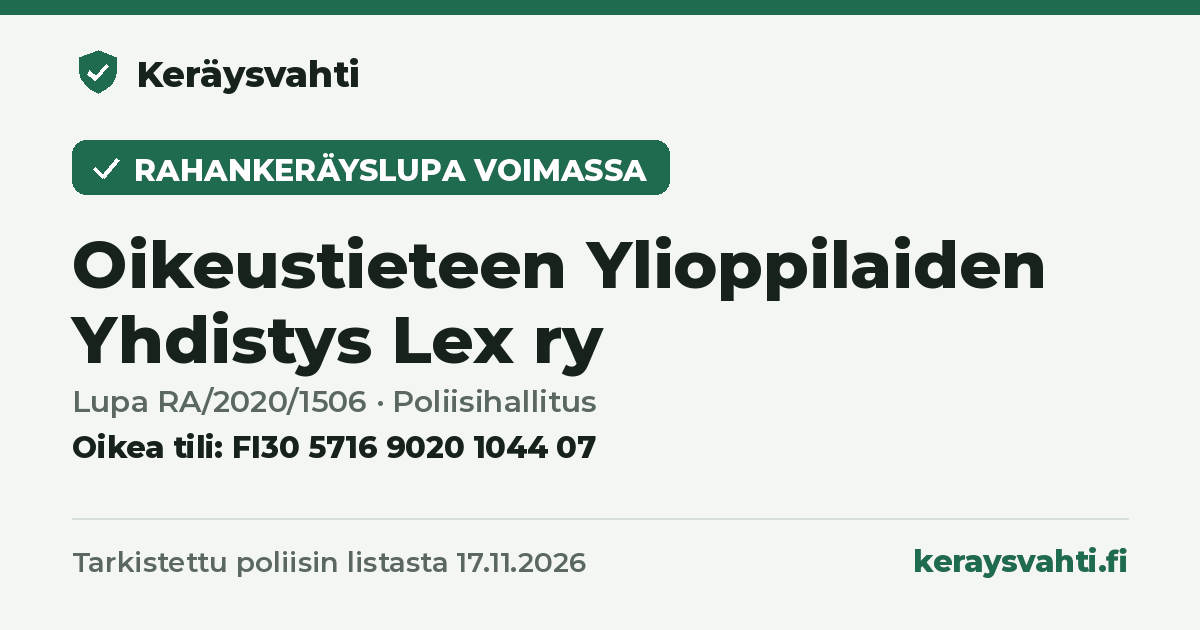 Keräysvahti
RAHANKERÄYSLUPA VOIMASSA
Oikeustieteen Ylioppilaiden
Yhdistys Lex ry
Lupa RA/2020/1506 · Poliisihallitus
Oikea tili: FI30 5716 9020 1044 07
Tarkistettu poliisin listasta 17.11.2026
keraysvahti.fi